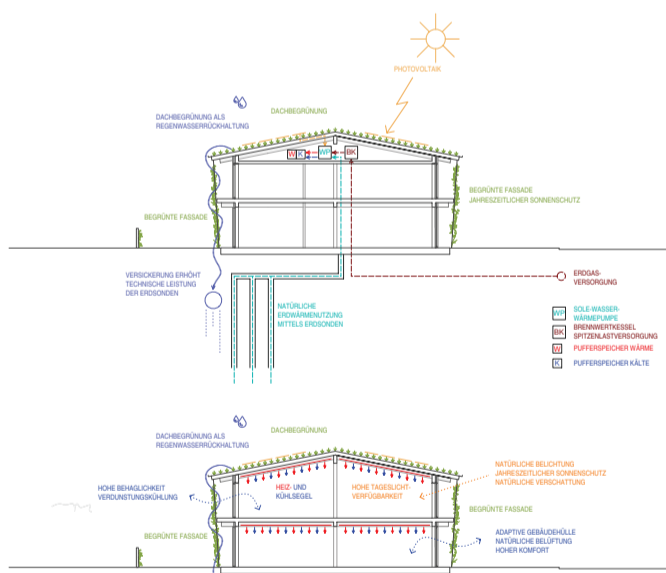 PHOTOVOLTAIK
DACHBEGRÜNUNG
DACHBEGRÜNUNG ALS
REGENWASSERRÜCKHALTUNG
W K
WP
BK
BEGRÜNTE FASSADE
JAHRESZEITLICHER SONNENSCHUTZ
BEGRÜNTE FASSADE
VERSICKERUNG ERHÖHT
TECHNISCHE LEISTUNG
DER ERDSONDEN
NATÜRLICHE
ERDWÄRMENUTZUNG
MITTELS ERDSONDEN
ERDGAS-
VERSORGUNG
WP SOLE-WASSER-
WÄRMEPUMPE
BK BRENNWERTKESSEL
SPITZENLASTVERSORGUNG
W PUFFERSPEICHER WÄRME
K PUFFERSPEICHER KÄLTE
DACHBEGRÜNUNG
DACHBEGRÜNUNG ALS
REGENWASSERRÜCKHALTUNG
HOHE BEHAGLICHKEIT
VERDUNSTUNGSKÜHLUNG
HEIZ- UND
KÜHLSEGEL
HOHE TAGESLICHT-
VERFÜGBARKEIT
NATÜRLICHE BELICHTUNG
JAHRESZEITLICHER SONNENSCHUTZ
NATÜRLICHE VERSCHATTUNG
BEGRÜNTE FASSADE
BEGRÜNTE FASSADE
ADAPTIVE GEBÄUDEHÜLLE
NATÜRLICHE BELÜFTUNG
HOHER KOMFORT